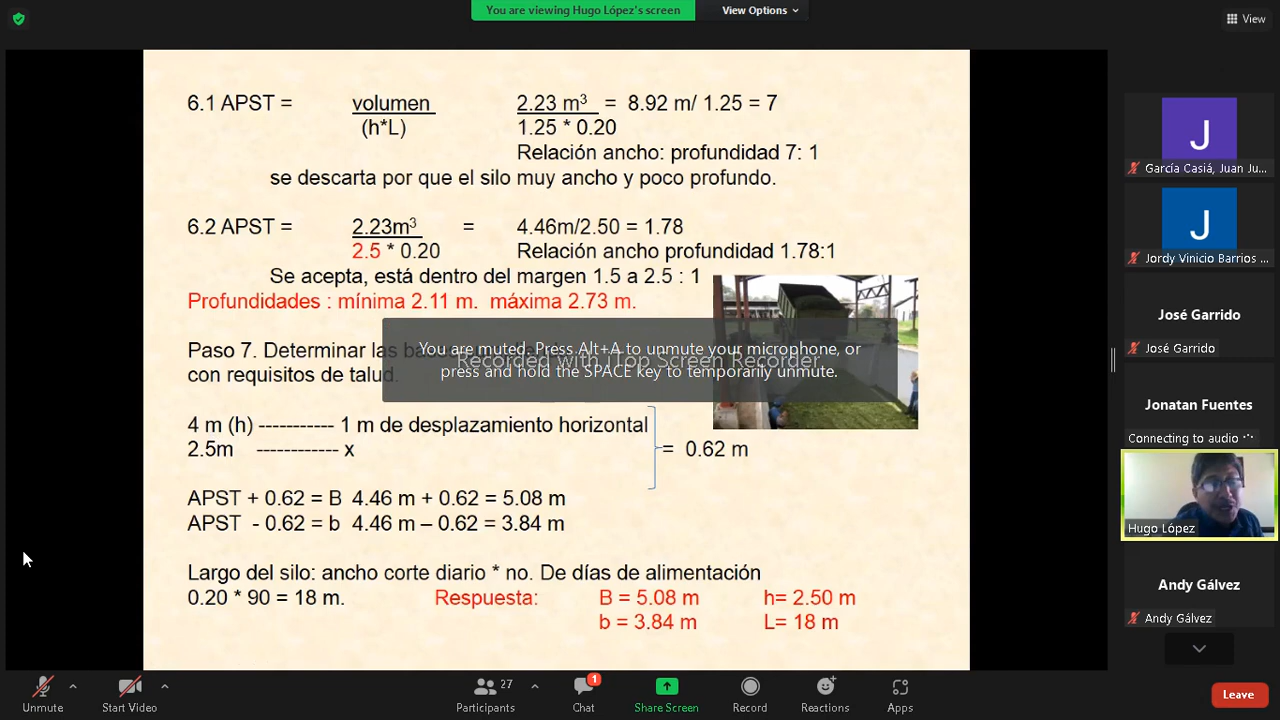 You are viewing Hugo López's screen
View Options
View
6.1 APST = volumen 2.23 m³ = 8.92 m/ 1.25 = 7
(h*L) 1.25 * 0.20
Relación ancho: profundidad 7: 1
se descarta por que el silo muy ancho y poco profundo.
6.2 APST = 2.23m³ = 4.46m/2.50 = 1.78
2.5 * 0.20 Relación ancho profundidad 1.78:1
Se acepta, está dentro del margen 1.5 a 2.5 : 1
Profundidades : mínima 2.11 m. máxima 2.73 m.
Paso 7. Determinar las
con requisitos de talud.
You are muted. Press Alt+A to unmute your microphone, or
Recorded with iTop Screen Recorder
press and hold the SPACE key to temporarily unmute.
4 m (h) ----------- 1 m de desplazamiento horizontal
2.5m ------------ x = 0.62 m
APST + 0.62 = B 4.46 m + 0.62 = 5.08 m
APST - 0.62 = b 4.46 m – 0.62 = 3.84 m
Largo del silo: ancho corte diario * no. De días de alimentación
0.20 * 90 = 18 m. Respuesta: B = 5.08 m h= 2.50 m
b = 3.84 m L= 18 m
J
García Casiá, Juan Ju...
J
Jordy Vinicio Barrios ...
José Garrido
José Garrido
Jonatan Fuentes
Connecting to audio
Hugo López
Andy Gálvez
Andy Gálvez
Unmute
Start Video
27
Participants
1
Chat
Share Screen
Record
Reactions
Apps
Leave